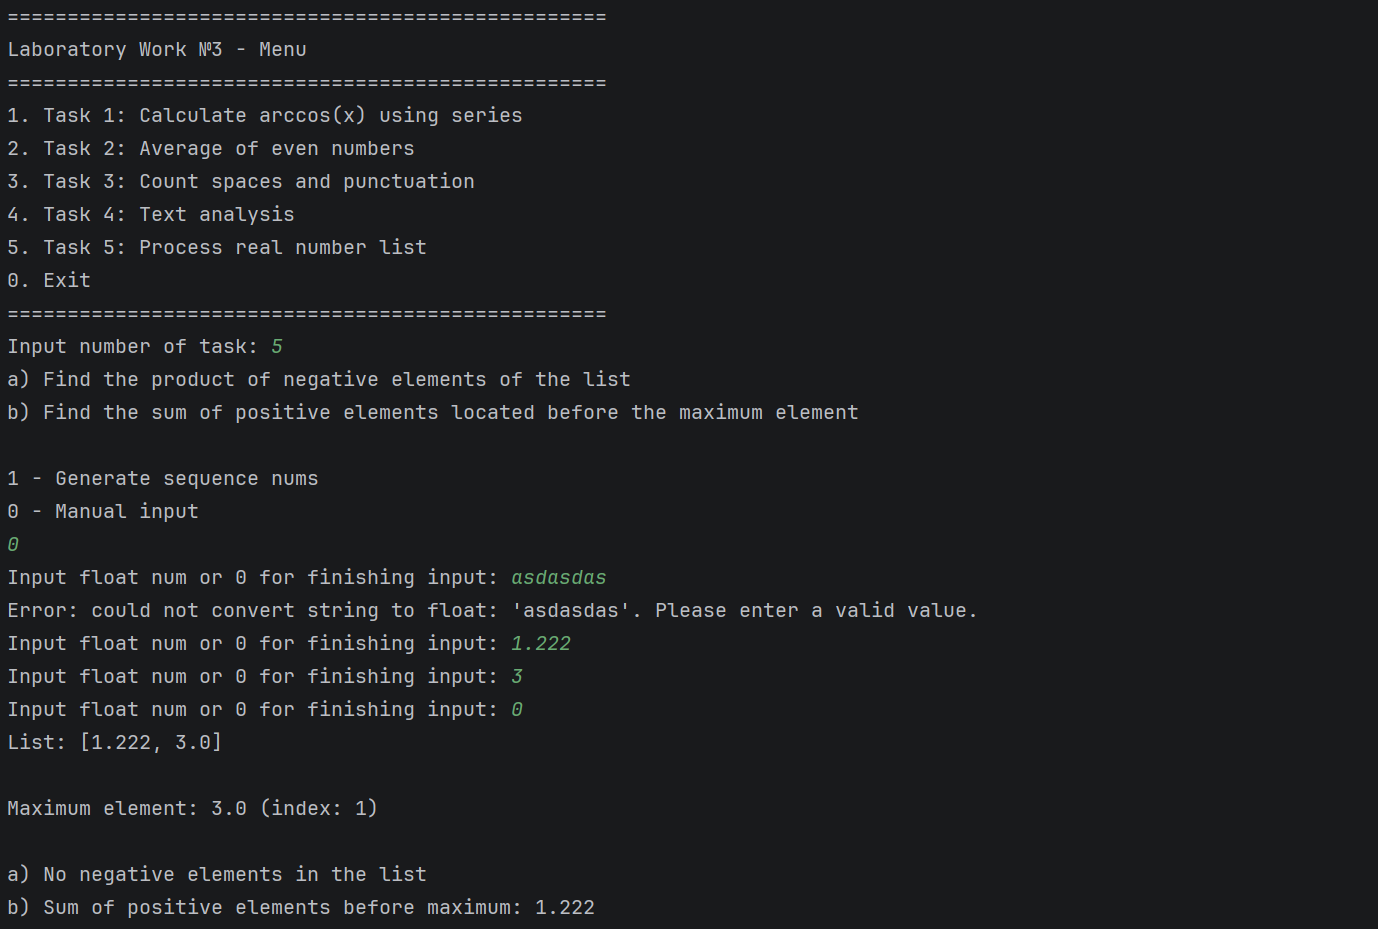 ==================================================
Laboratory Work №3 - Menu
==================================================
1. Task 1: Calculate arccos(x) using series
2. Task 2: Average of even numbers
3. Task 3: Count spaces and punctuation
4. Task 4: Text analysis
5. Task 5: Process real number list
0. Exit
==================================================
Input number of task: 5
a) Find the product of negative elements of the list
b) Find the sum of positive elements located before the maximum element

1 - Generate sequence nums
0 - Manual input
0
Input float num or 0 for finishing input: asdasdas
Error: could not convert string to float: 'asdasdas'. Please enter a valid value.
Input float num or 0 for finishing input: 1.222
Input float num or 0 for finishing input: 3
Input float num or 0 for finishing input: 0
List: [1.222, 3.0]

Maximum element: 3.0 (index: 1)

a) No negative elements in the list
b) Sum of positive elements before maximum: 1.222